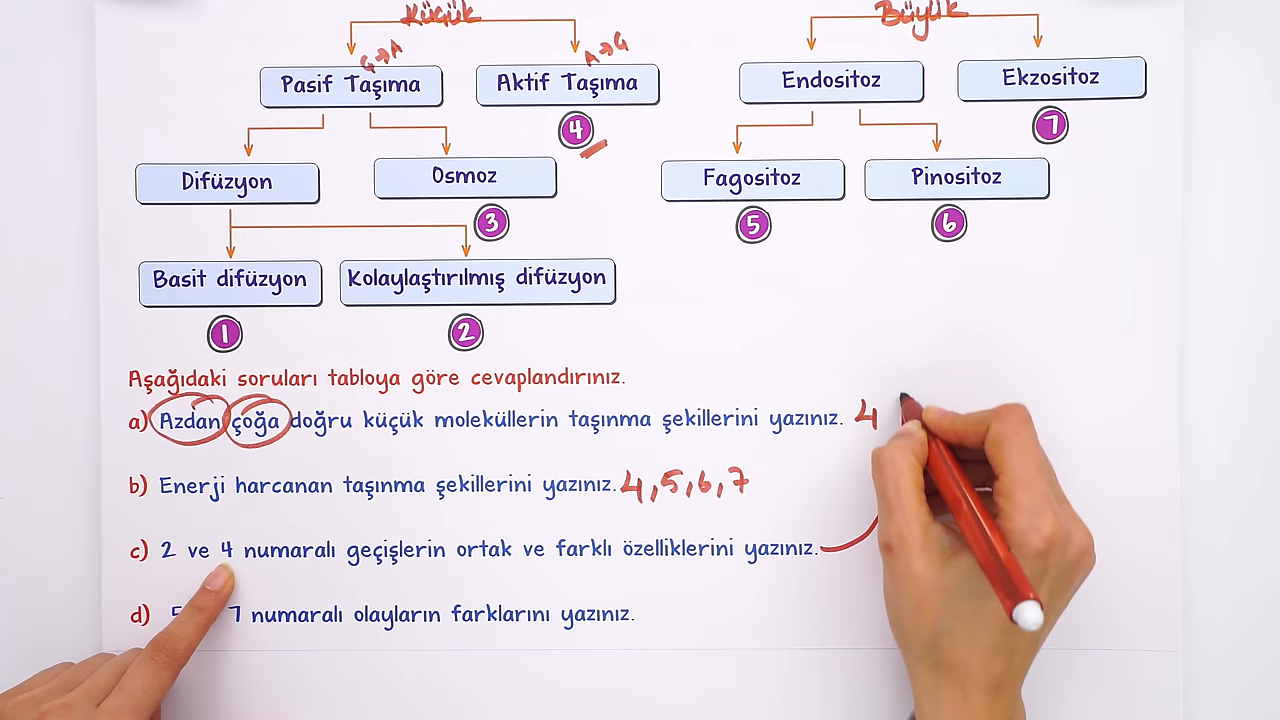 Küçük
Büyük
Ç→A
A→Ç
Pasif Taşıma
Aktif Taşıma
Endositoz
Ekzositoz
4
7
Difüzyon
Osmoz
Fagositoz
Pinositoz
3
5
6
Basit difüzyon
Kolaylaştırılmış difüzyon
1
2
Aşağıdaki soruları tabloya göre cevaplandırınız.
a) Azdan çoğa doğru küçük moleküllerin taşınma şekillerini yazınız. 4
b) Enerji harcanan taşınma şekillerini yazınız. 4, 5, 6, 7
c) 2 ve 4 numaralı geçişlerin ortak ve farklı özelliklerini yazınız.
d) 7 numaralı olayların farklarını yazınız.